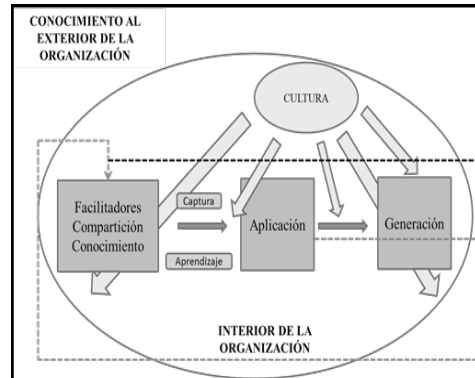 CONOCIMIENTO AL
EXTERIOR DE LA
ORGANIZACIÓN
CULTURA
Facilitadores
Compartición
Conocimiento
Captura
Aprendizaje
Aplicación
Generación
INTERIOR DE LA
ORGANIZACIÓN